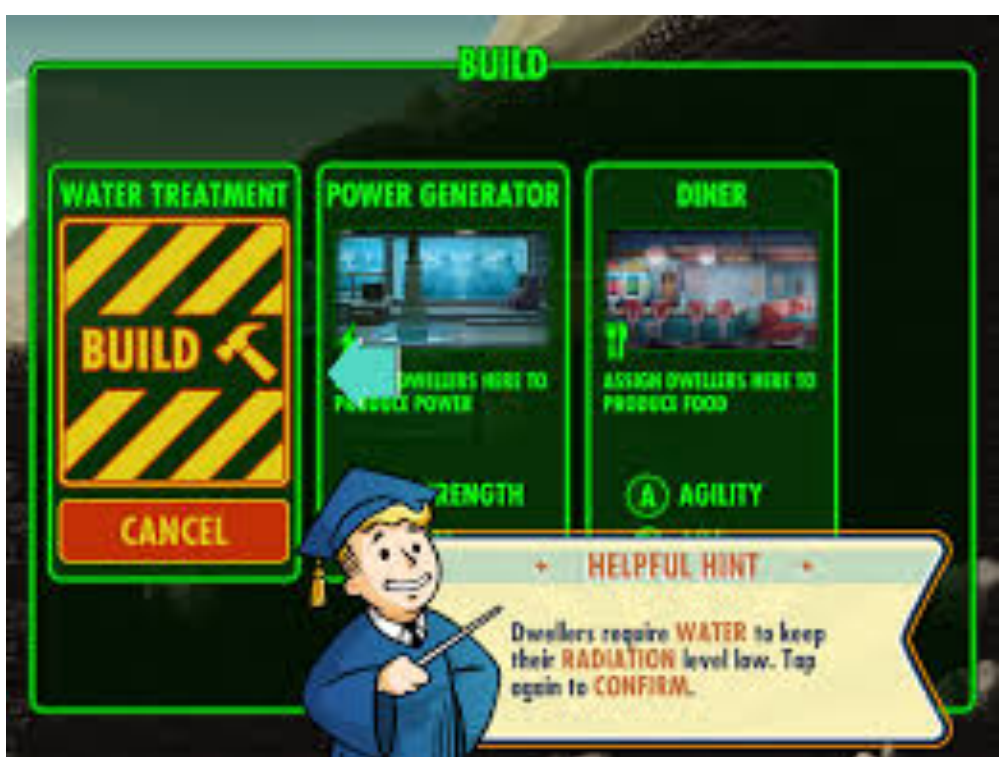 BUILD
WATER TREATMENT
BUILD
CANCEL
POWER GENERATOR
DWELLERS HERE TO
PRODUCE POWER
DINER
ASSIGN DWELLERS HERE TO
PRODUCE FOOD
A AGILITY
HELPFUL HINT
Dwellers require WATER to keep
their RADIATION level low. Tap
again to CONFIRM.